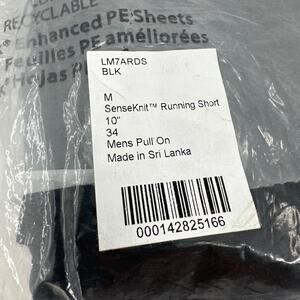 RECYCLABLE
Enhanced PE Sheets
Feuilles PE améliorées
Hojas
LM7ARDS
BLK
M
SenseKnit™ Running Short
10"
34
Mens Pull On
Made in Sri Lanka
000142825166